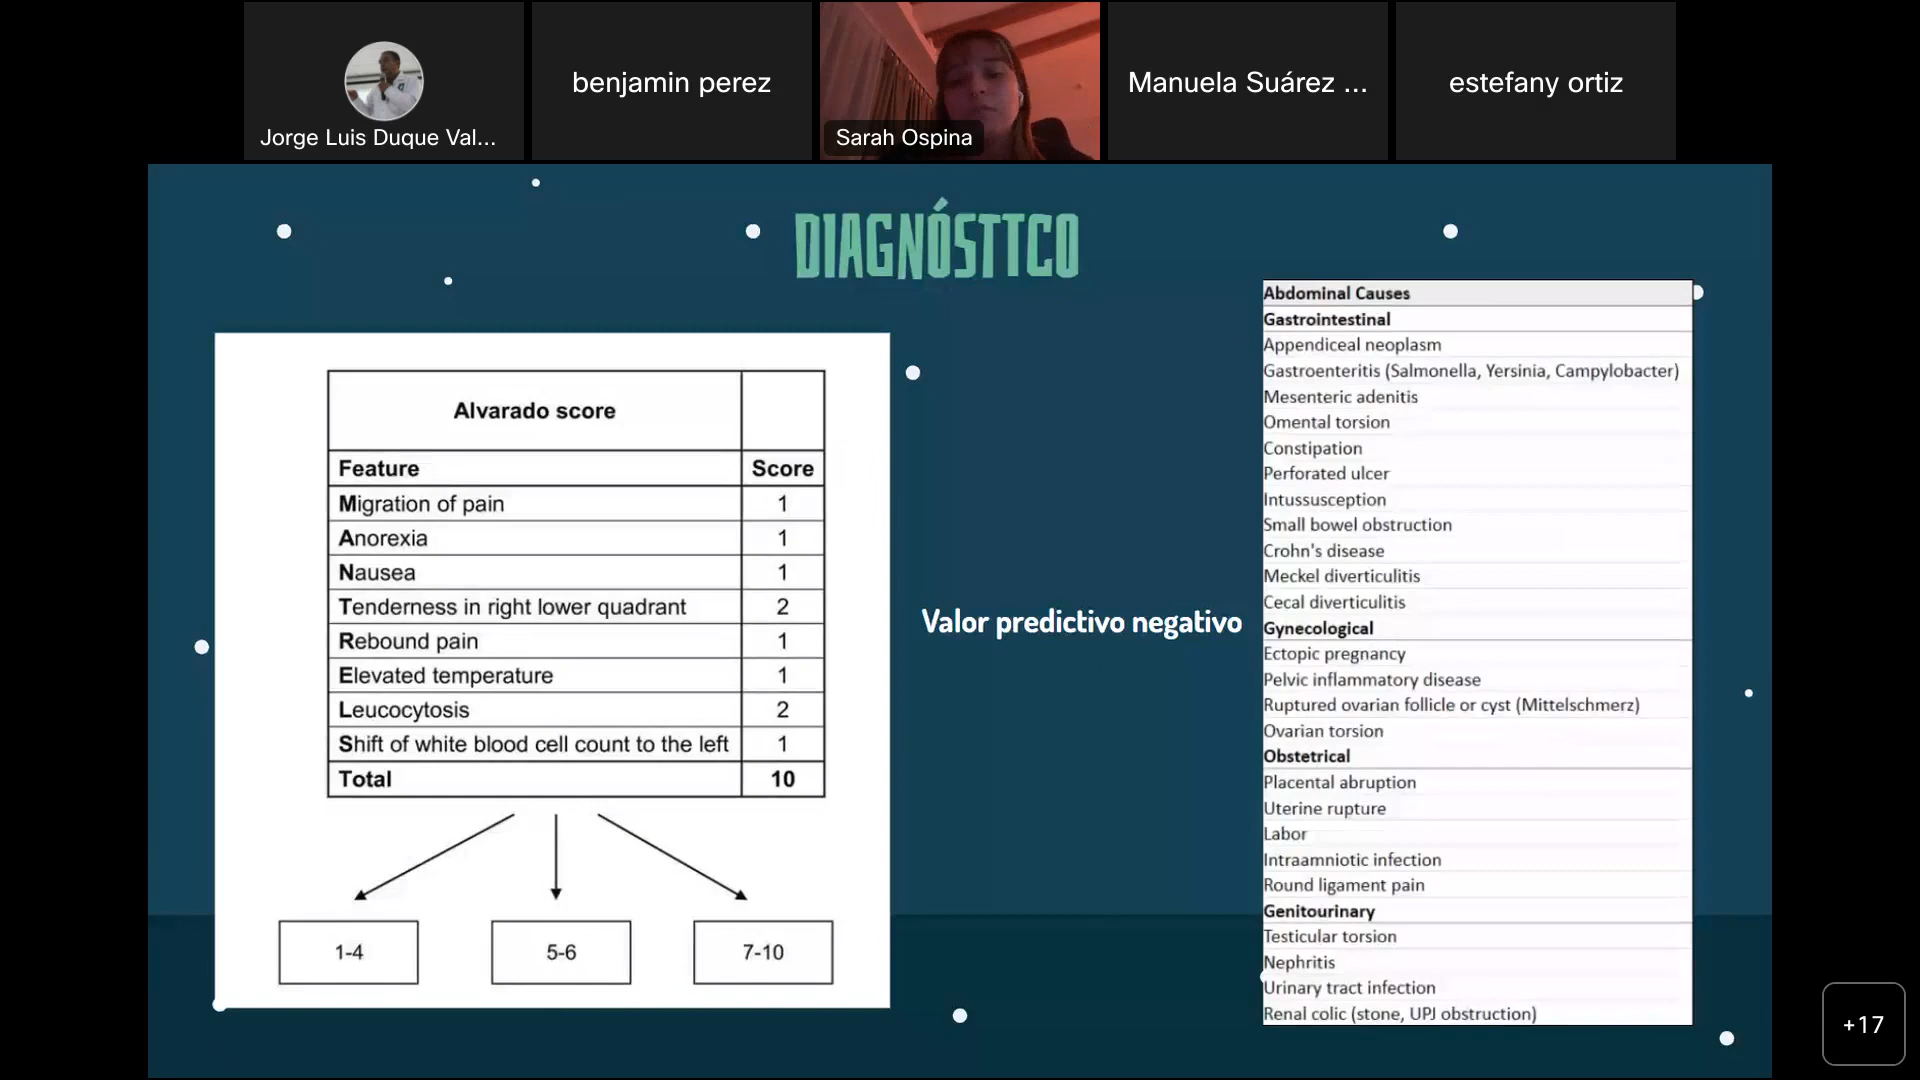 Jorge Luis Duque Val...
benjamin perez
Sarah Ospina
Manuela Suárez ...
estefany ortiz
DIAGNÓSTTCO
Alvarado score
Feature Score
Migration of pain 1
Anorexia 1
Nausea 1
Tenderness in right lower quadrant 2
Rebound pain 1
Elevated temperature 1
Leucocytosis 2
Shift of white blood cell count to the left 1
Total 10
1-4
5-6
7-10
Valor predictivo negativo
Abdominal Causes
Gastrointestinal
Appendiceal neoplasm
Gastroenteritis (Salmonella, Yersinia, Campylobacter)
Mesenteric adenitis
Omental torsion
Constipation
Perforated ulcer
Intussusception
Small bowel obstruction
Crohn's disease
Meckel diverticulitis
Cecal diverticulitis
Gynecological
Ectopic pregnancy
Pelvic inflammatory disease
Ruptured ovarian follicle or cyst (Mittelschmerz)
Ovarian torsion
Obstetrical
Placental abruption
Uterine rupture
Labor
Intraamniotic infection
Round ligament pain
Genitourinary
Testicular torsion
Nephritis
Urinary tract infection
Renal colic (stone, UPJ obstruction)
+17